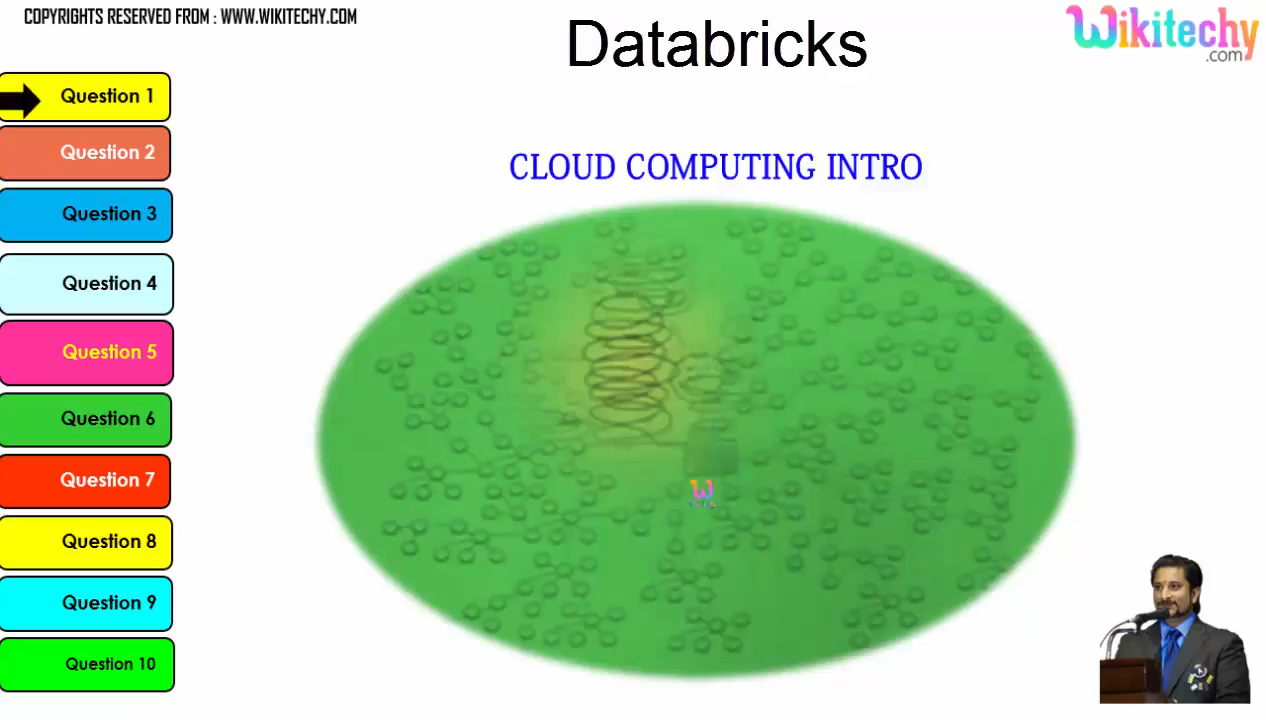 COPYRIGHTS RESERVED FROM : WWW.WIKITECHY.COM
Databricks
Wikitechy
.com
CLOUD COMPUTING INTRO
Question 1
Question 2
Question 3
Question 4
Question 5
Question 6
Question 7
Question 8
Question 9
Question 10
W